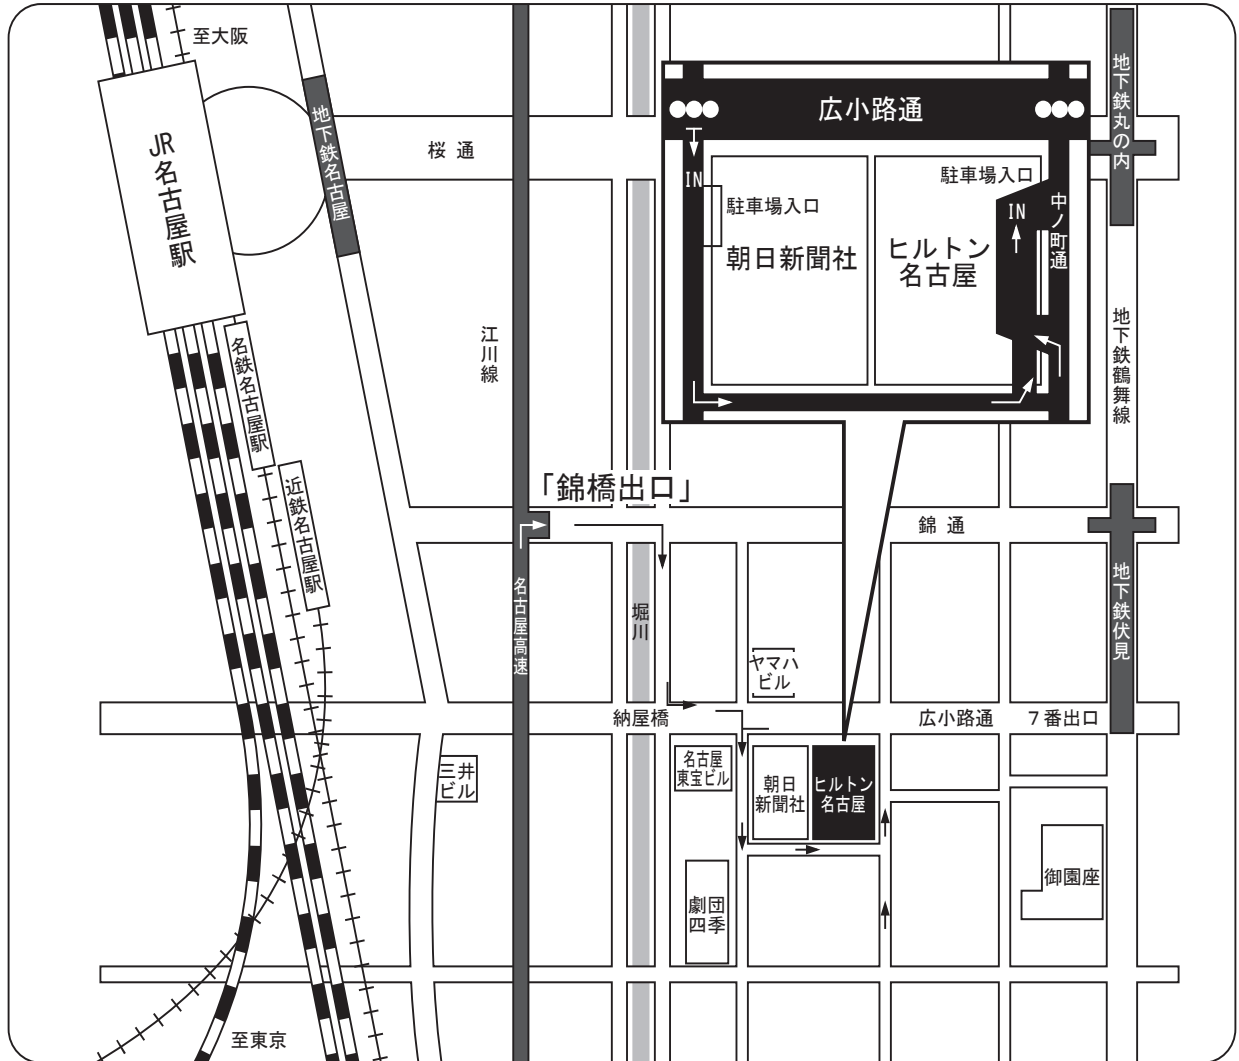 至大阪
JR名古屋駅
地下鉄名古屋
桜通
江川線
名鉄名古屋駅
近鉄名古屋駅
広小路通
IN
駐車場入口
朝日新聞社
駐車場入口
IN
ヒルトン
名古屋
中ノ町通
地下鉄丸の内
地下鉄鶴舞線
「錦橋出口」
錦通
名古屋高速
堀川
地下鉄伏見
ヤマハ
ビル
納屋橋
広小路通
7番出口
三井
ビル
名古屋
東宝ビル
朝日
新聞社
ヒルトン
名古屋
劇団
四季
御園座
至東京